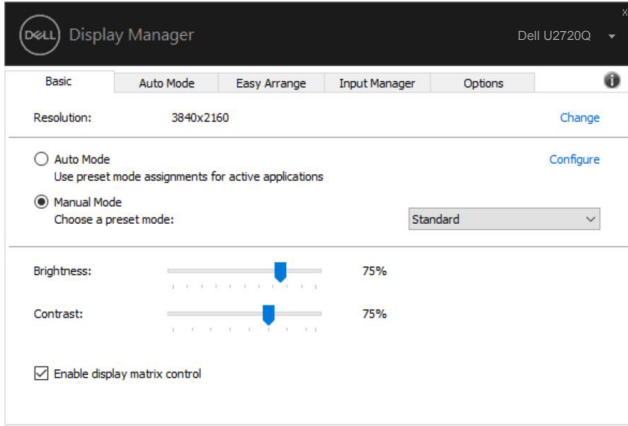 x
DELL Display Manager Dell U2720Q
Basic Auto Mode Easy Arrange Input Manager Options
Resolution: 3840x2160 Change
Auto Mode Configure
Use preset mode assignments for active applications
Manual Mode
Choose a preset mode: Standard
Brightness: 75%
Contrast: 75%
Enable display matrix control